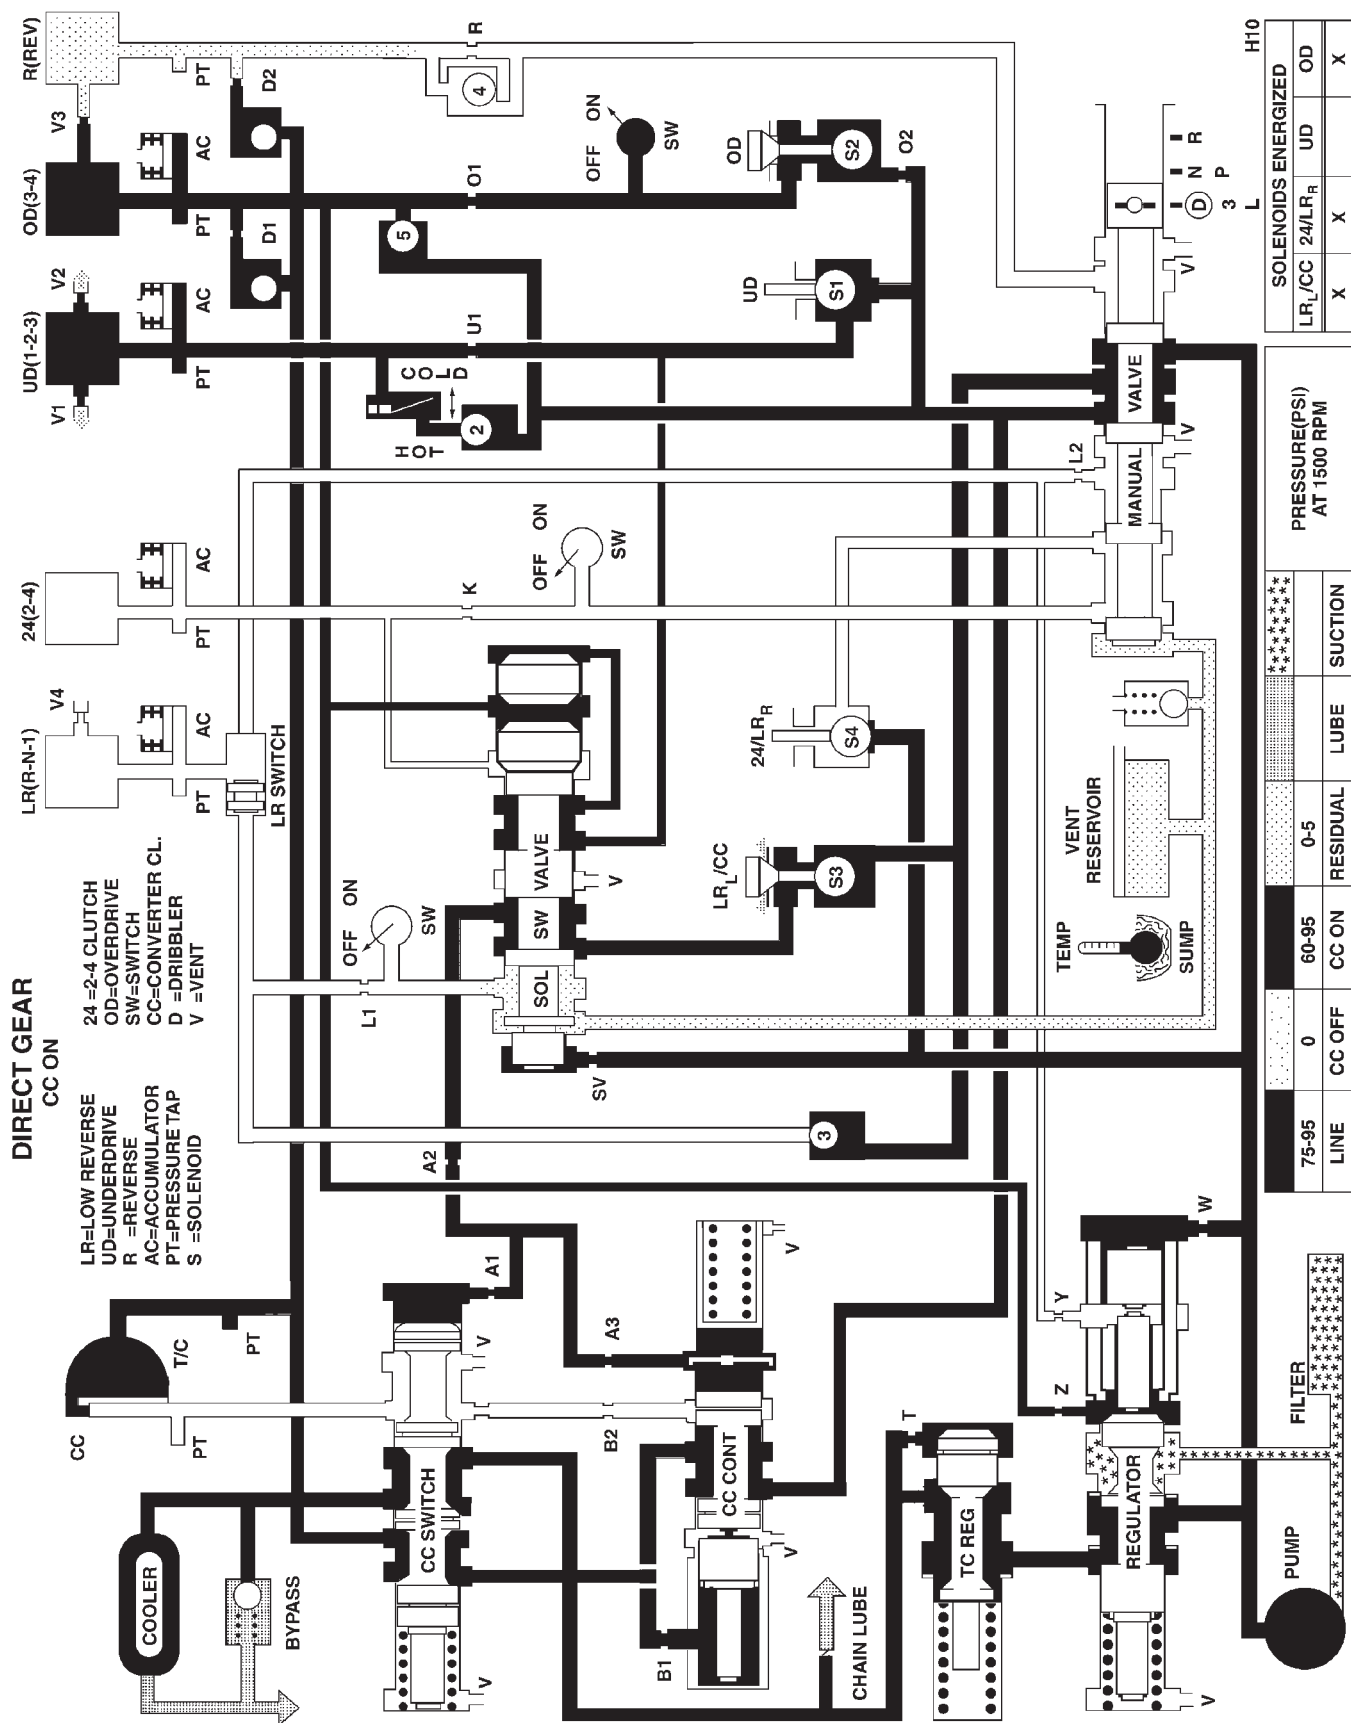 DIRECT GEAR
CC ON
LR=LOW REVERSE
UD=UNDERDRIVE
R =REVERSE
AC=ACCUMULATOR
PT=PRESSURE TAP
S =SOLENOID
24 =2-4 CLUTCH
OD=OVERDRIVE
SW=SWITCH
CC=CONVERTER CL.
D =DRIBBLER
V =VENT
LR(R-N-1)
V4
PT
AC
LR SWITCH
24(2-4)
PT
AC
UD(1-2-3)
V1
V2
PT
AC
OD(3-4)
V3
PT
AC
R(REV)
PT
D1
D2
COOLER
BYPASS
CC
T/C
PT
PT
CC SWITCH
V
V
A1
A2
A3
B1
B2
CC CONT
V
V
L1
OFF
ON
SW
SOL
SW
VALVE
V
SV
K
OFF
ON
SW
HOT
COLD
2
U1
5
O1
4
R
OFF
ON
SW
3
LRL/CC
S3
24/LRR
S4
UD
S1
OD
S2
O2
CHAIN LUBE
T
TC REG
Z
Y
W
REGULATOR
V
TEMP
SUMP
VENT
RESERVOIR
L2
MANUAL
VALVE
V
V
D N R
3 P
L
PUMP
FILTER
75-95
0
60-95
0-5
LINE
CC OFF
CC ON
RESIDUAL
LUBE
SUCTION
PRESSURE(PSI)
AT 1500 RPM
SOLENOIDS ENERGIZED
LRL/CC 24/LRR UD OD
X X X
H10